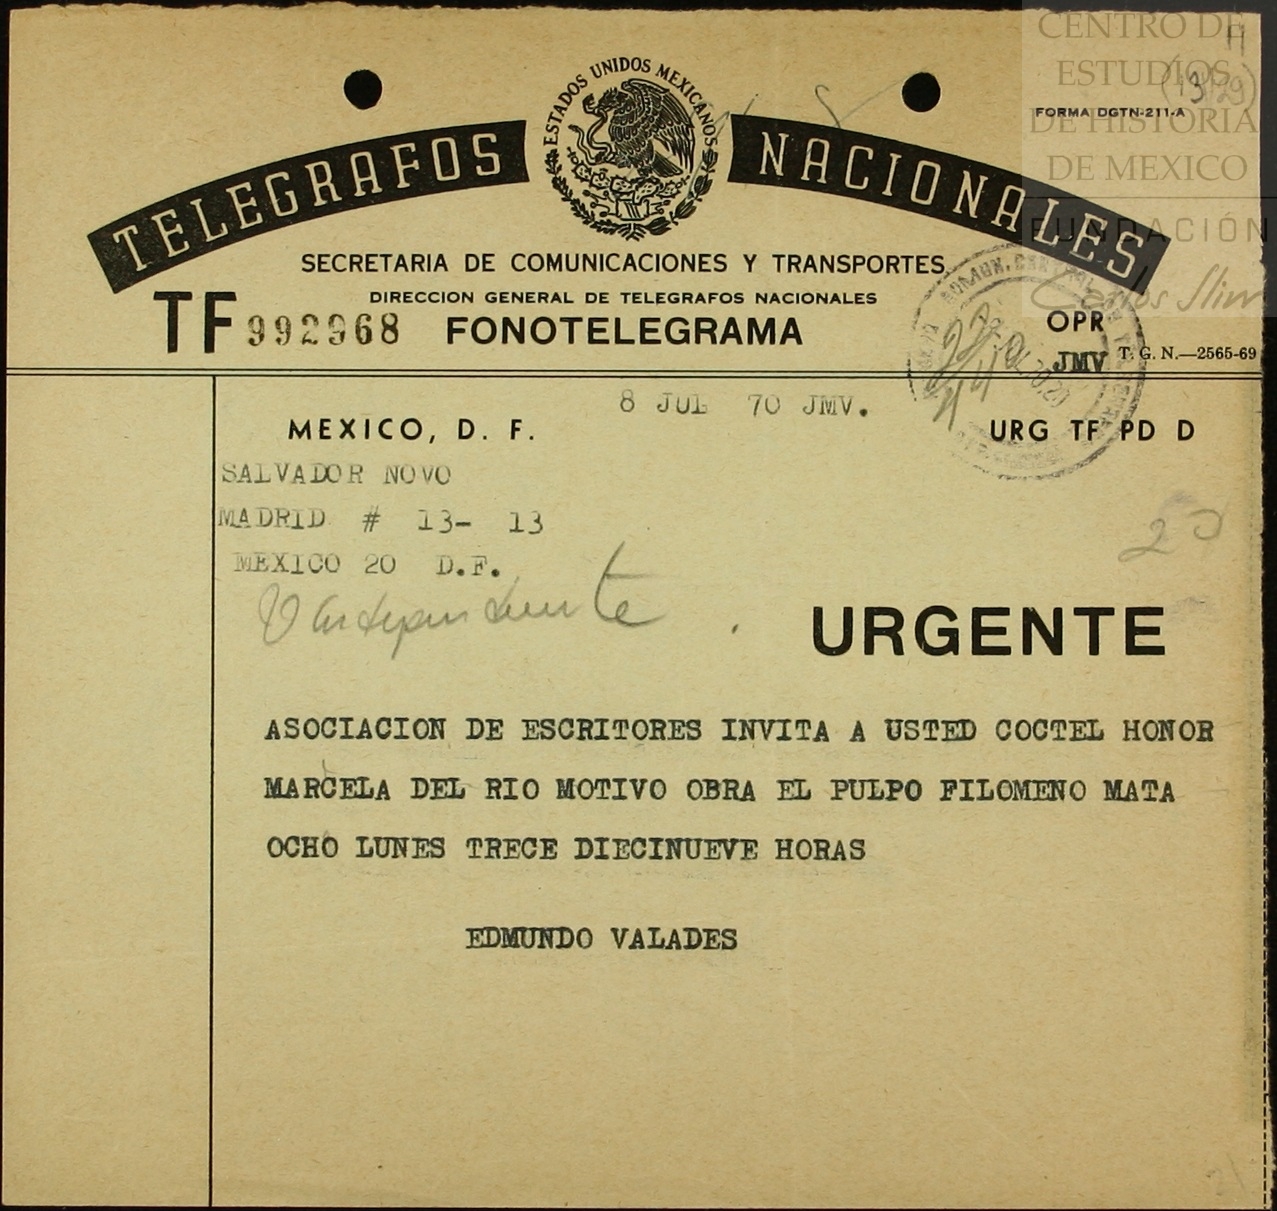 CENTRO DE
ESTUDIOS
DE HISTORIA
DE MEXICO
FUNDACIÓN
Carlos Slim
FORMA DGTN-211-A
ESTADOS UNIDOS MEXICANOS
TELEGRAFOS NACIONALES
SECRETARIA DE COMUNICACIONES Y TRANSPORTES
DIRECCION GENERAL DE TELEGRAFOS NACIONALES
TF 992968 FONOTELEGRAMA
OPR
JMV T. G. N.—2565-69
8 JUL 70 JMV.
MEXICO, D. F. URG TF PD D
SALVADOR NOVO
MADRID # 13- 13
MEXICO 20 D.F.
20
URGENTE
ASOCIACION DE ESCRITORES INVITA A USTED COCTEL HONOR
MARCELA DEL RIO MOTIVO OBRA EL PULPO FILOMENO MATA
OCHO LUNES TRECE DIECINUEVE HORAS
EDMUNDO VALADES